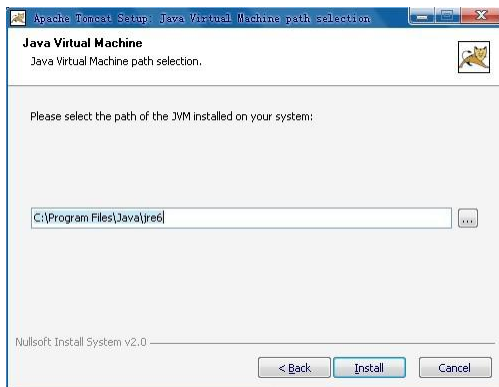 Apache Tomcat Setup: Java Virtual Machine path selection
Java Virtual Machine
Java Virtual Machine path selection.
Please select the path of the JVM installed on your system:
C:\Program Files\Java\jre6
...
Nullsoft Install System v2.0
< Back
Install
Cancel